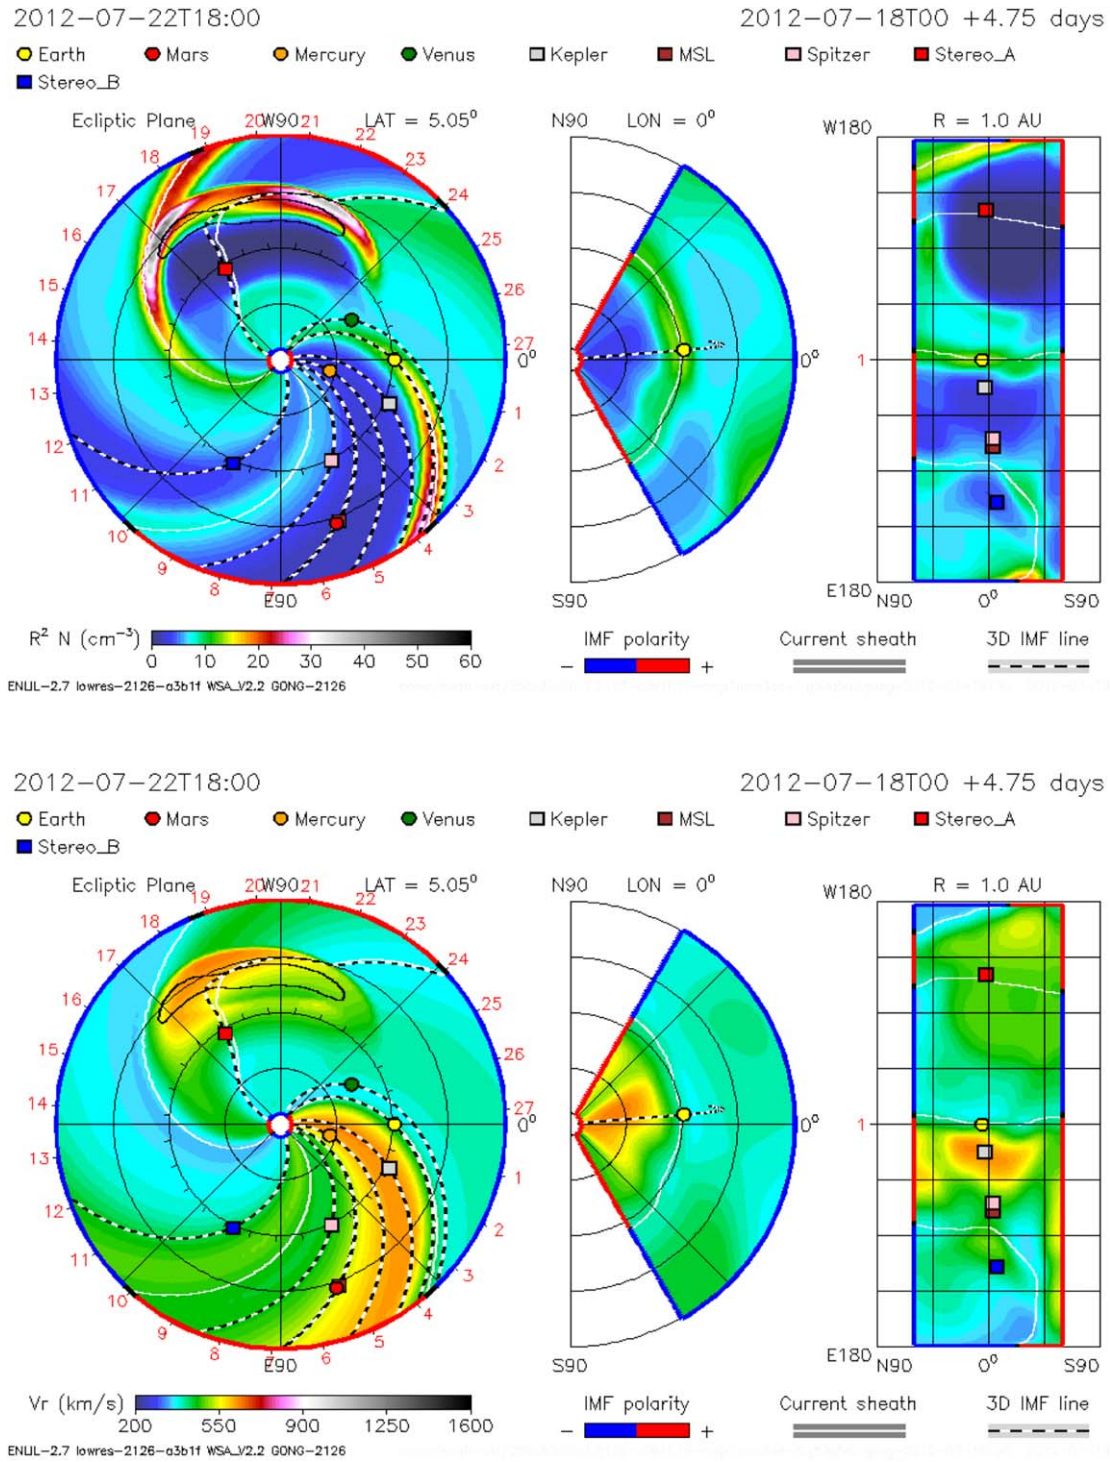 2012-07-22T18:00 2012-07-18T00 +4.75 days
Earth Mars Mercury Venus Kepler MSL Spitzer Stereo_A
Stereo_B
Ecliptic Plane W90 LAT = 5.05° N90 LON = 0° W180 R = 1.0 AU
20 21
19 22
18 23
17 24
16 25
15 26
14 27 0° 0° 1
13 1
12 2
11 3
10 4
9 5
8 7 6
E90 S90 E180 N90 0° S90
R² N (cm⁻³) IMF polarity Current sheath 3D IMF line
0 10 20 30 40 50 60 - +
ENLIL-2.7 lowres-2126-a3b1f WSA_V2.2 GONG-2126
2012-07-22T18:00 2012-07-18T00 +4.75 days
Earth Mars Mercury Venus Kepler MSL Spitzer Stereo_A
Stereo_B
Ecliptic Plane W90 LAT = 5.05° N90 LON = 0° W180 R = 1.0 AU
20 21
19 22
18 23
17 24
16 25
15 26
14 27 0° 0° 1
13 1
12 2
11 3
10 4
9 5
8 7 6
E90 S90 E180 N90 0° S90
Vr (km/s) IMF polarity Current sheath 3D IMF line
200 550 900 1250 1600 - +
ENLIL-2.7 lowres-2126-a3b1f WSA_V2.2 GONG-2126